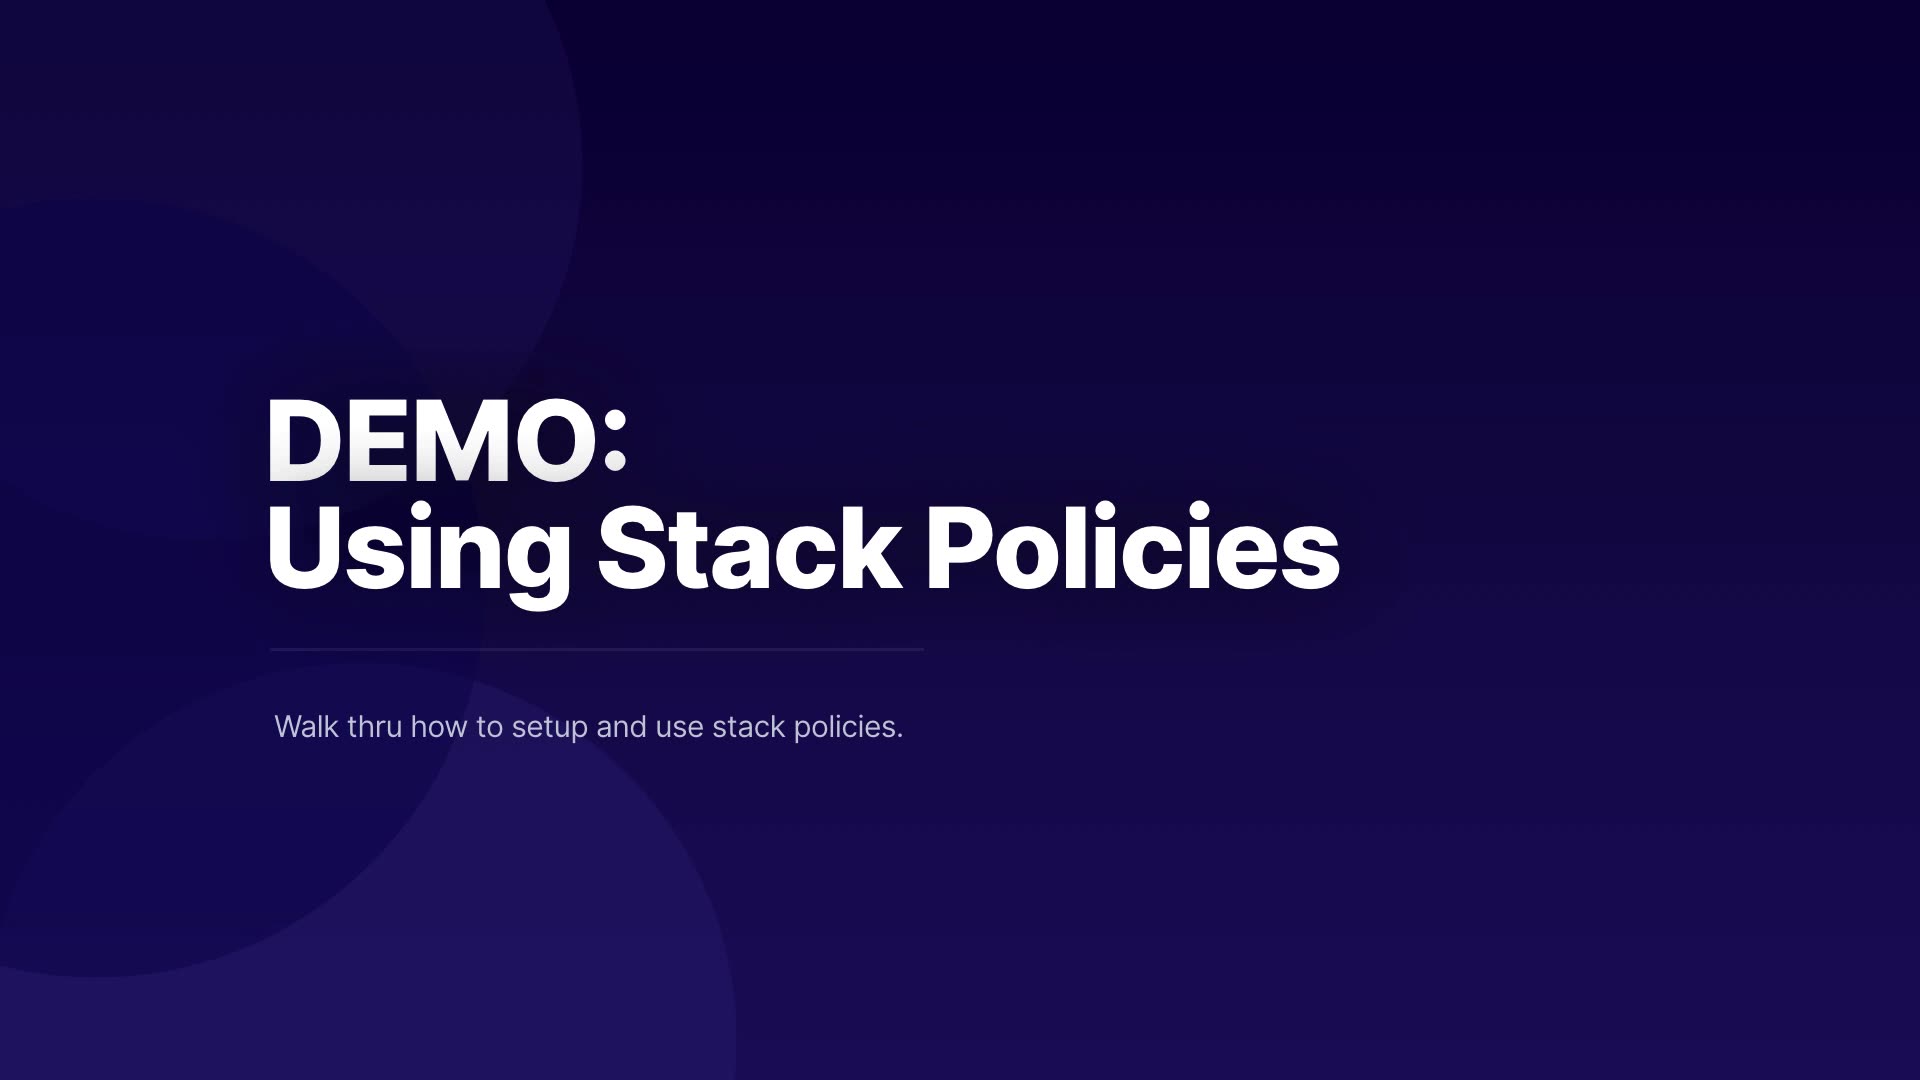 DEMO:
Using Stack Policies
Walk thru how to setup and use stack policies.